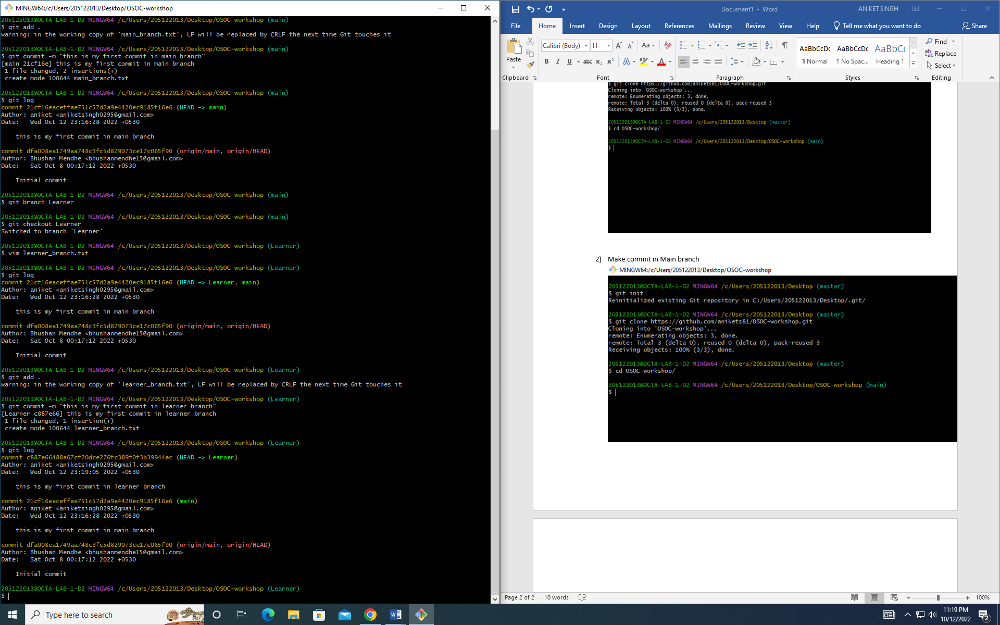 MINGW64:/c/Users/205122013/Desktop/OSOC-workshop
205122013@OCTA-LAB-1-D2 MINGW64 /c/Users/205122013/Desktop/OSOC-workshop (main)
$ git add .
warning: in the working copy of 'main_branch.txt', LF will be replaced by CRLF the next time Git touches it
205122013@OCTA-LAB-1-D2 MINGW64 /c/Users/205122013/Desktop/OSOC-workshop (main)
$ git commit -m "this is my first commit in main branch"
[main 21cf16e] this is my first commit in main branch
1 file changed, 2 insertions(+)
create mode 100644 main_branch.txt
205122013@OCTA-LAB-1-D2 MINGW64 /c/Users/205122013/Desktop/OSOC-workshop (main)
$ git log
commit 21cf16eaceffae751c57d2a9e4420ec9185f16e6 (HEAD -> main)
Author: aniket <aniketsingh0295@gmail.com>
Date:   Wed Oct 12 23:16:28 2022 +0530
this is my first commit in main branch
commit dfa008ea1749aa748c3fc5d829073ce17c065f90 (origin/main, origin/HEAD)
Author: Bhushan Mendhe <bhushanmendhe15@gmail.com>
Date:   Sat Oct 8 00:17:12 2022 +0530
Initial commit
205122013@OCTA-LAB-1-D2 MINGW64 /c/Users/205122013/Desktop/OSOC-workshop (main)
$ git branch Learner
205122013@OCTA-LAB-1-D2 MINGW64 /c/Users/205122013/Desktop/OSOC-workshop (main)
$ git checkout Learner
Switched to branch 'Learner'
205122013@OCTA-LAB-1-D2 MINGW64 /c/Users/205122013/Desktop/OSOC-workshop (Learner)
$ vim learner_branch.txt
205122013@OCTA-LAB-1-D2 MINGW64 /c/Users/205122013/Desktop/OSOC-workshop (Learner)
$ git log
commit 21cf16eaceffae751c57d2a9e4420ec9185f16e6 (HEAD -> Learner, main)
Author: aniket <aniketsingh0295@gmail.com>
Date:   Wed Oct 12 23:16:28 2022 +0530
this is my first commit in main branch
commit dfa008ea1749aa748c3fc5d829073ce17c065f90 (origin/main, origin/HEAD)
Author: Bhushan Mendhe <bhushanmendhe15@gmail.com>
Date:   Sat Oct 8 00:17:12 2022 +0530
Initial commit
205122013@OCTA-LAB-1-D2 MINGW64 /c/Users/205122013/Desktop/OSOC-workshop (Learner)
$ git add .
warning: in the working copy of 'learner_branch.txt', LF will be replaced by CRLF the next time Git touches it
205122013@OCTA-LAB-1-D2 MINGW64 /c/Users/205122013/Desktop/OSOC-workshop (Learner)
$ git commit -m "this is my first commit in learner branch"
[Learner c887e66] this is my first commit in learner branch
1 file changed, 1 insertion(+)
create mode 100644 learner_branch.txt
205122013@OCTA-LAB-1-D2 MINGW64 /c/Users/205122013/Desktop/OSOC-workshop (Learner)
$ git log
commit c887e66488a67cf20dce276fc389f0f3b39944ec (HEAD -> Learner)
Author: aniket <aniketsingh0295@gmail.com>
Date:   Wed Oct 12 23:19:05 2022 +0530
this is my first commit in learner branch
commit 21cf16eaceffae751c57d2a9e4420ec9185f16e6 (main)
Author: aniket <aniketsingh0295@gmail.com>
Date:   Wed Oct 12 23:16:28 2022 +0530
this is my first commit in main branch
commit dfa008ea1749aa748c3fc5d829073ce17c065f90 (origin/main, origin/HEAD)
Author: Bhushan Mendhe <bhushanmendhe15@gmail.com>
Date:   Sat Oct 8 00:17:12 2022 +0530
Initial commit
205122013@OCTA-LAB-1-D2 MINGW64 /c/Users/205122013/Desktop/OSOC-workshop (Learner)
$
Document1 - Word
ANIKET SINGH
File Home Insert Design Layout References Mailings Review View Help Tell me what you want to do Share
Paste
Calibri (Body) 11
Aa
B I U abc x₂ x²
AaBbCcDc AaBbCcDc AaBbCc
¶ Normal ¶ No Spac... Heading 1
Find
Replace
Select
Clipboard Font Paragraph Styles Editing
$ git clone https://github.com/anikets81/OSOC-workshop.git
Cloning into 'OSOC-workshop'...
remote: Enumerating objects: 3, done.
remote: Total 3 (delta 0), reused 0 (delta 0), pack-reused 3
Receiving objects: 100% (3/3), done.
205122013@OCTA-LAB-1-D2 MINGW64 /c/Users/205122013/Desktop (master)
$ cd OSOC-workshop/
205122013@OCTA-LAB-1-D2 MINGW64 /c/Users/205122013/Desktop/OSOC-workshop (main)
$
2) Make commit in Main branch
MINGW64:/c/Users/205122013/Desktop/OSOC-workshop
205122013@OCTA-LAB-1-D2 MINGW64 /c/Users/205122013/Desktop (master)
$ git init
Reinitialized existing Git repository in C:/Users/205122013/Desktop/.git/
205122013@OCTA-LAB-1-D2 MINGW64 /c/Users/205122013/Desktop (master)
$ git clone https://github.com/anikets81/OSOC-workshop.git
Cloning into 'OSOC-workshop'...
remote: Enumerating objects: 3, done.
remote: Total 3 (delta 0), reused 0 (delta 0), pack-reused 3
Receiving objects: 100% (3/3), done.
205122013@OCTA-LAB-1-D2 MINGW64 /c/Users/205122013/Desktop (master)
$ cd OSOC-workshop/
205122013@OCTA-LAB-1-D2 MINGW64 /c/Users/205122013/Desktop/OSOC-workshop (main)
$
Page 2 of 2 10 words 100%
Type here to search
11:19 PM
10/12/2022
2